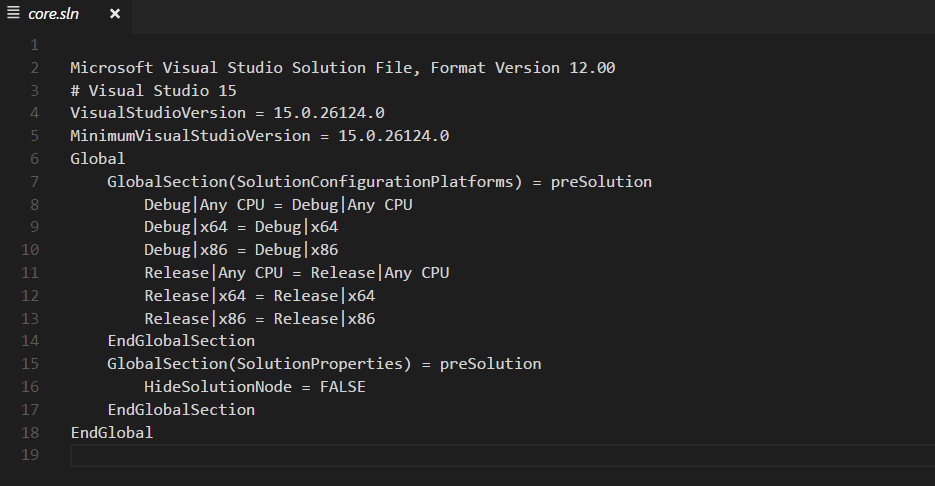 core.sln
1
2 Microsoft Visual Studio Solution File, Format Version 12.00
3 # Visual Studio 15
4 VisualStudioVersion = 15.0.26124.0
5 MinimumVisualStudioVersion = 15.0.26124.0
6 Global
7     GlobalSection(SolutionConfigurationPlatforms) = preSolution
8         Debug|Any CPU = Debug|Any CPU
9         Debug|x64 = Debug|x64
10         Debug|x86 = Debug|x86
11         Release|Any CPU = Release|Any CPU
12         Release|x64 = Release|x64
13         Release|x86 = Release|x86
14     EndGlobalSection
15     GlobalSection(SolutionProperties) = preSolution
16         HideSolutionNode = FALSE
17     EndGlobalSection
18 EndGlobal
19